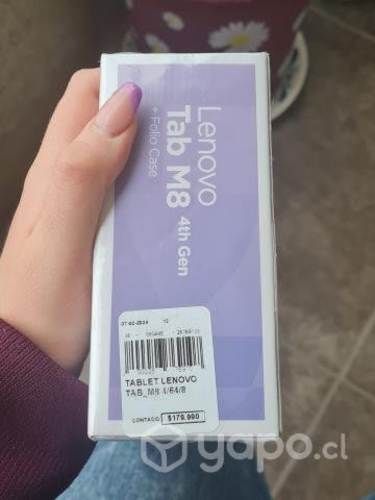 Lenovo
Tab M8 4th Gen
+ Folio Case
TABLET LENOVO
TAB_M8 4/64/8
CONTADO $179.990
yapo.cl